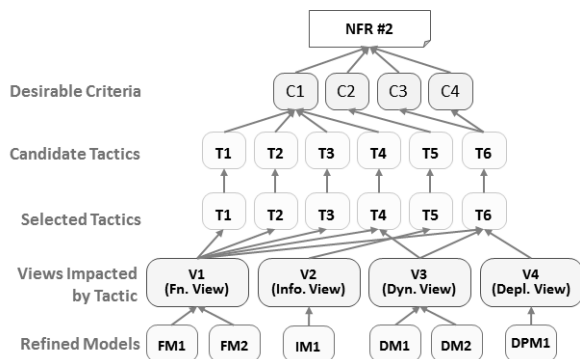 NFR #2
Desirable Criteria C1 C2 C3 C4
Candidate Tactics T1 T2 T3 T4 T5 T6
Selected Tactics T1 T2 T3 T4 T5 T6
Views Impacted by Tactic
V1 (Fn. View)
V2 (Info. View)
V3 (Dyn. View)
V4 (Depl. View)
Refined Models FM1 FM2 IM1 DM1 DM2 DPM1